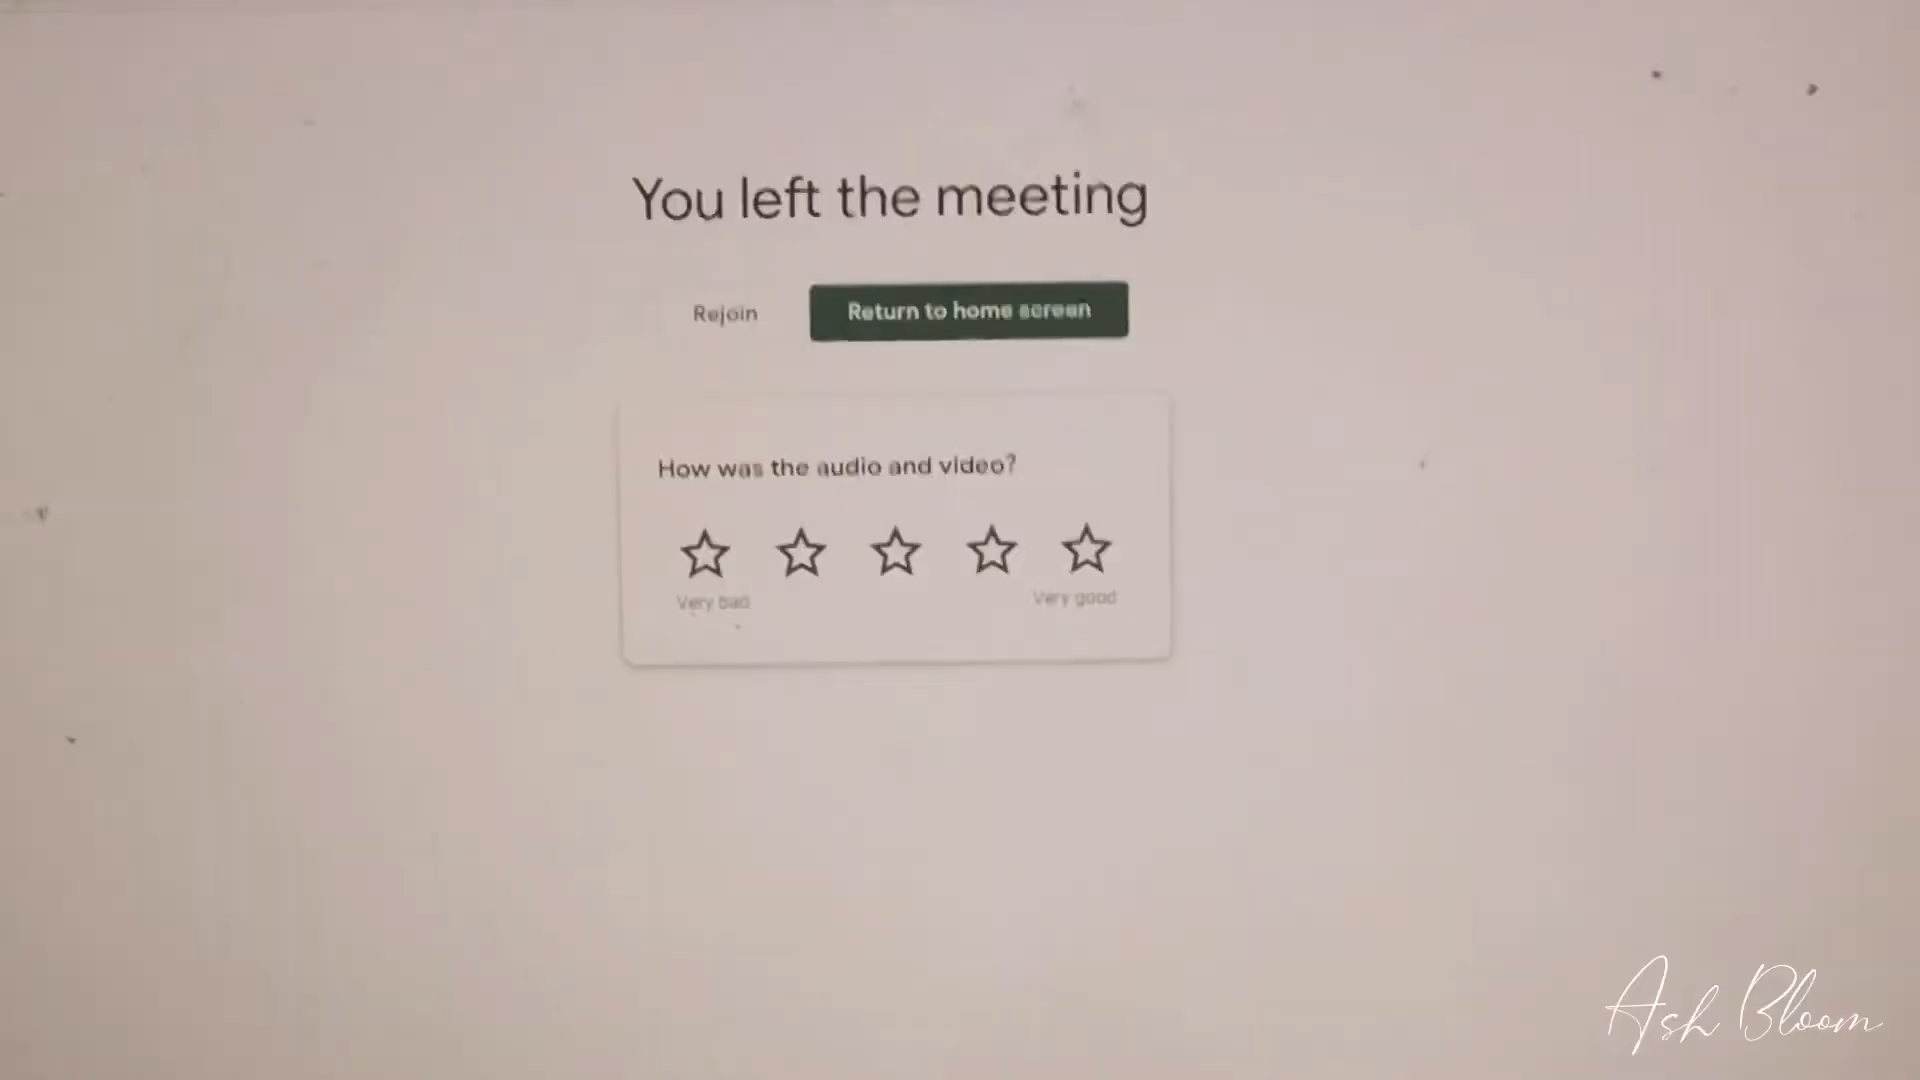 You left the meeting
Rejoin
Return to home screen
How was the audio and video?
Very bad
Very good
Ash Bloom